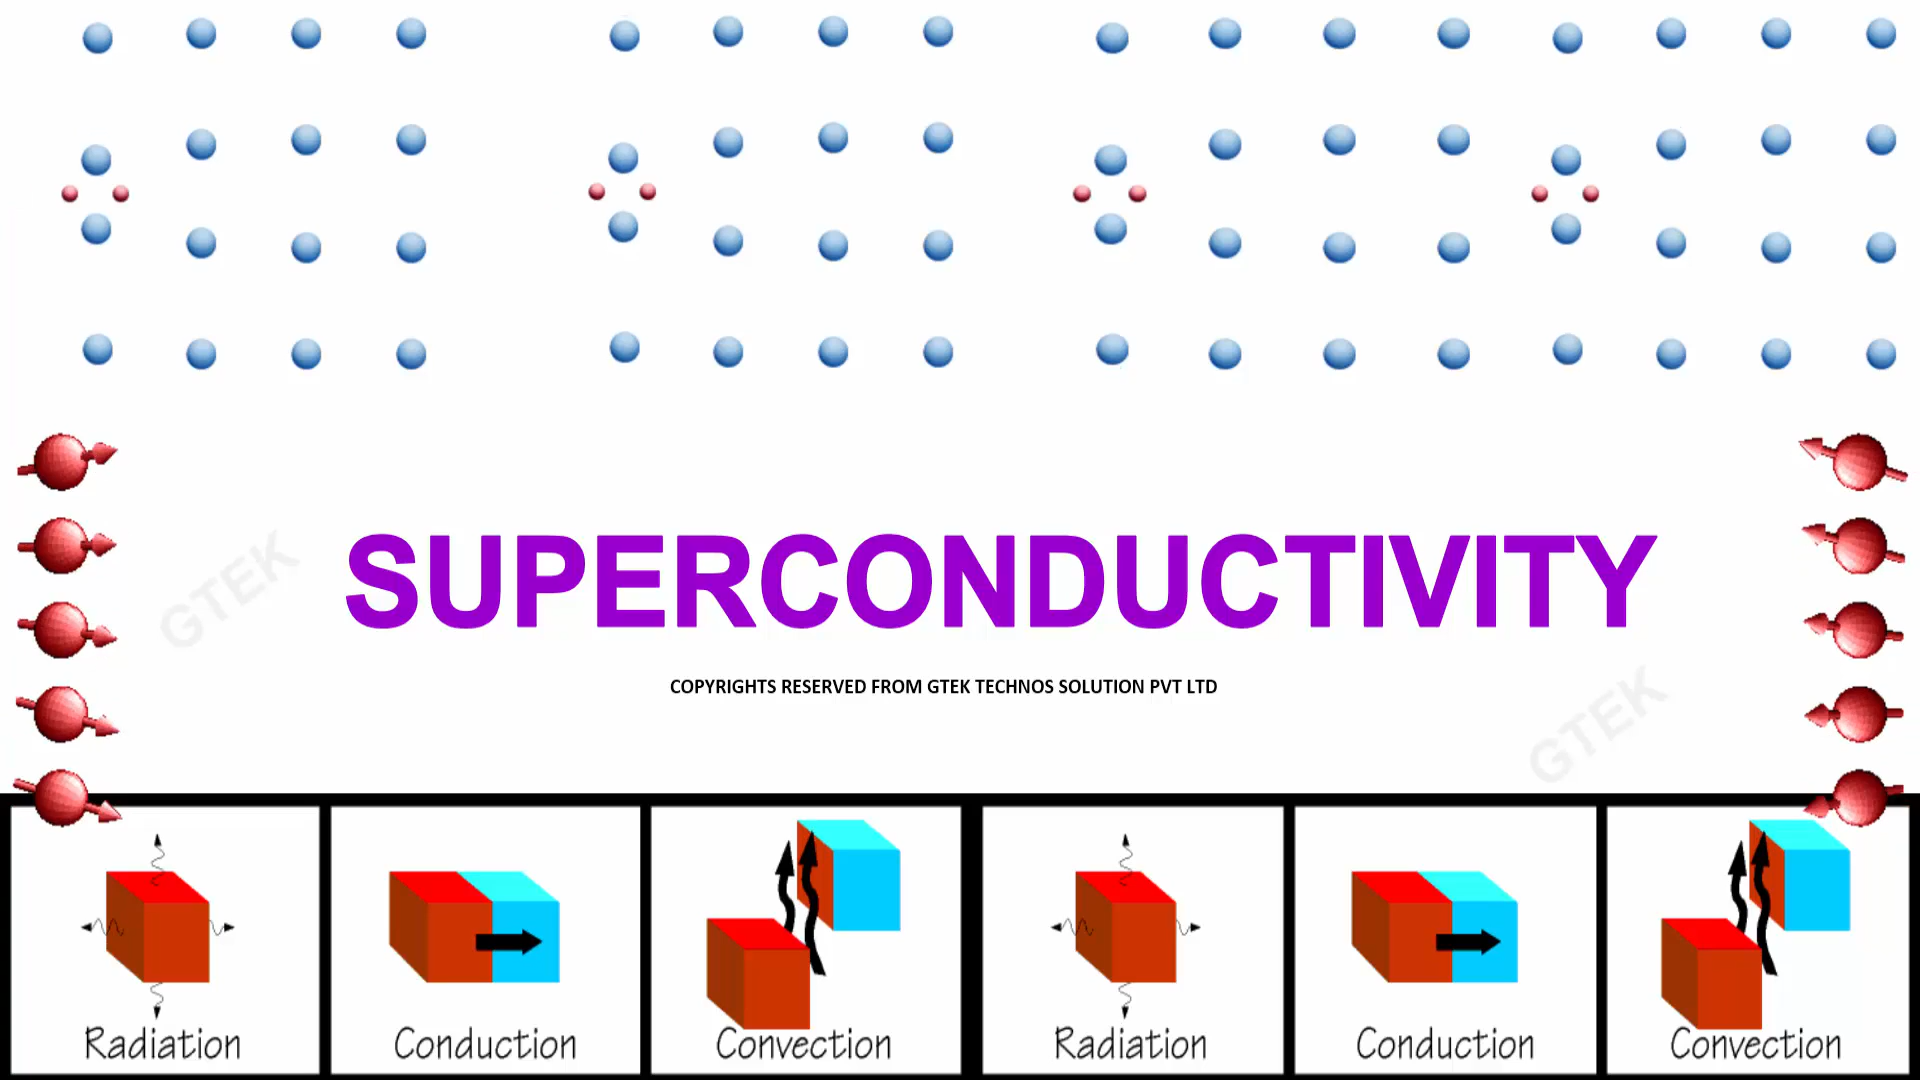 GTEK
SUPERCONDUCTIVITY
COPYRIGHTS RESERVED FROM GTEK TECHNOS SOLUTION PVT LTD
GTEK
Radiation
Conduction
Convection
Radiation
Conduction
Convection